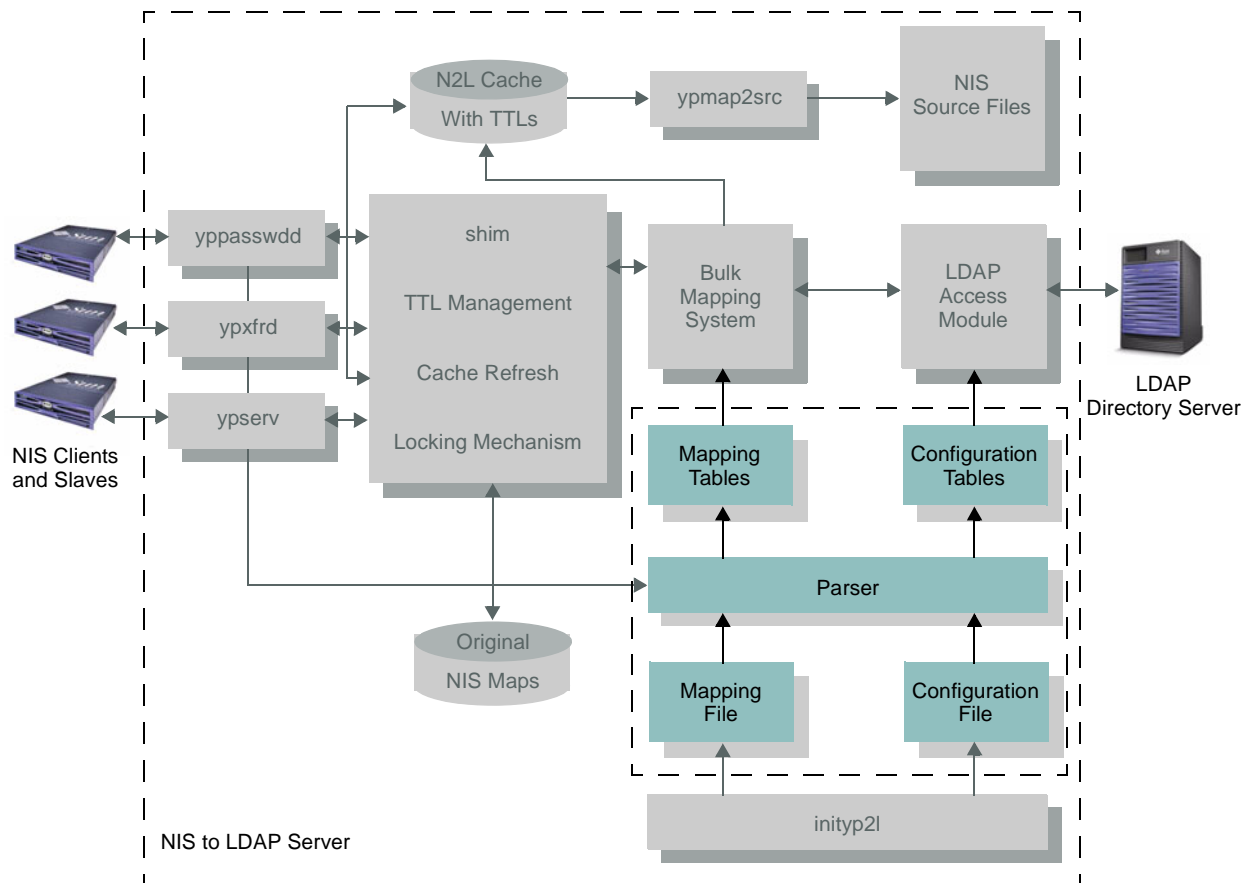 N2L Cache
With TTLs
ypmap2src
NIS
Source Files
yppasswdd
ypxfrd
ypserv
shim
TTL Management
Cache Refresh
Locking Mechanism
Bulk
Mapping
System
LDAP
Access
Module
LDAP
Directory Server
NIS Clients
and Slaves
Mapping
Tables
Configuration
Tables
Parser
Original
NIS Maps
Mapping
File
Configuration
File
inityp2l
NIS to LDAP Server